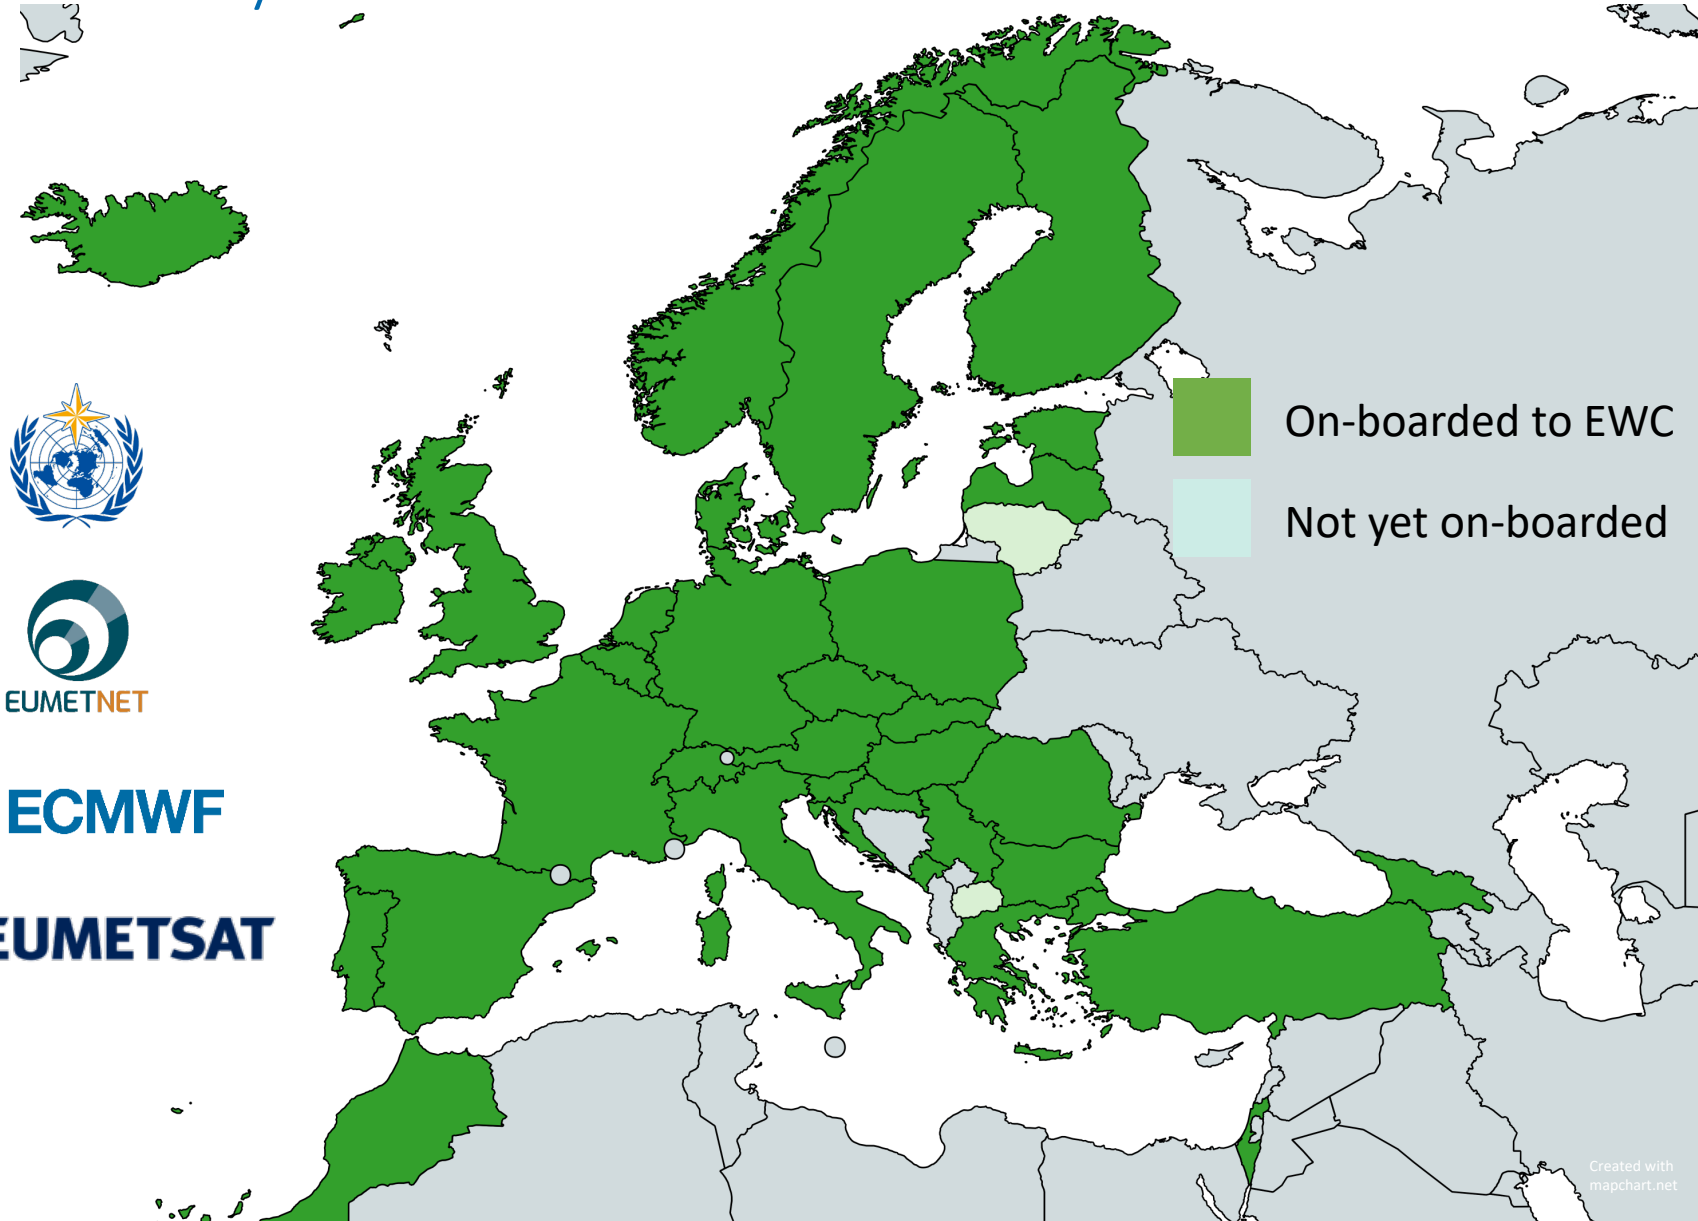 On-boarded to EWC
Not yet on-boarded
EUMETNET
ECMWF
EUMETSAT
Created with
mapchart.net